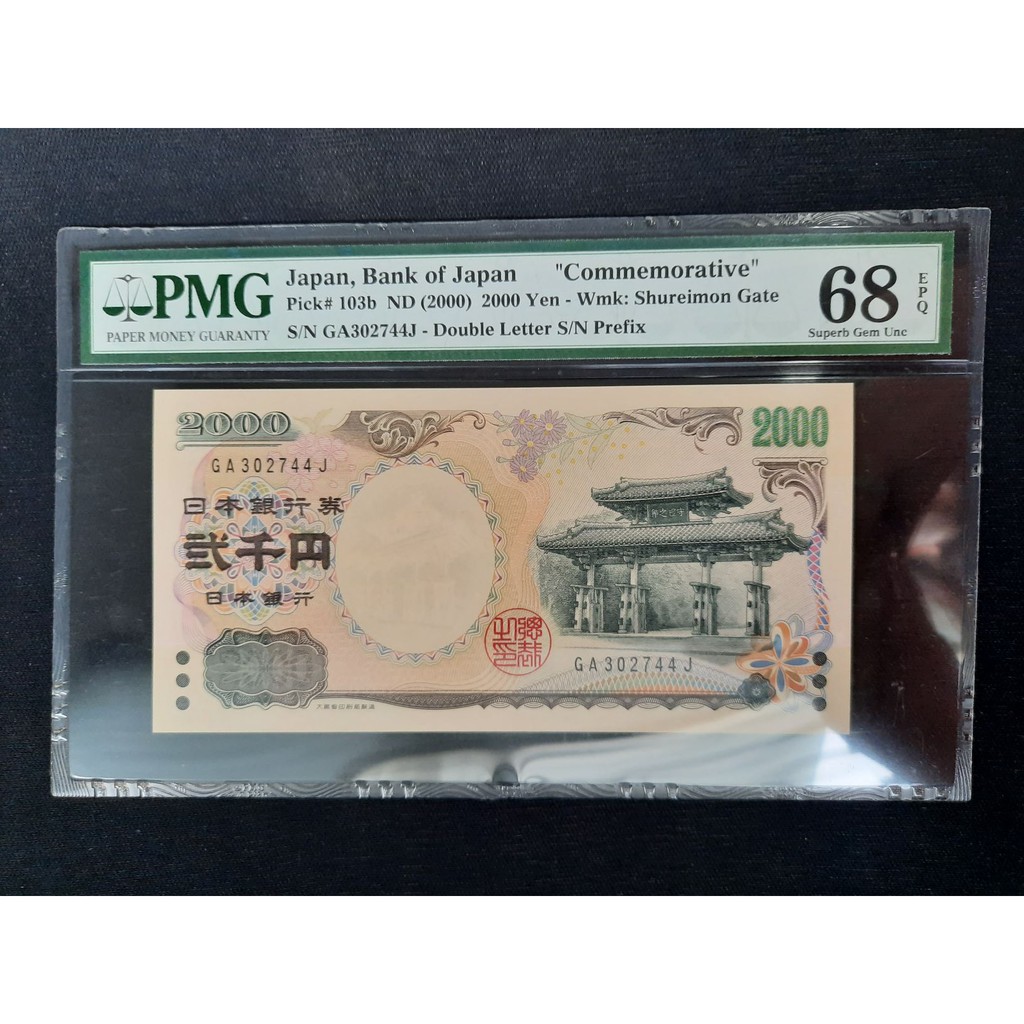 PMG
PAPER MONEY GUARANTY
Japan, Bank of Japan "Commemorative"
Pick# 103b ND (2000) 2000 Yen - Wmk: Shureimon Gate
S/N GA302744J - Double Letter S/N Prefix
68
EPQ
Superb Gem Unc
2000
2000
GA302744J
日本銀行券
弐千円
日本銀行
GA302744J